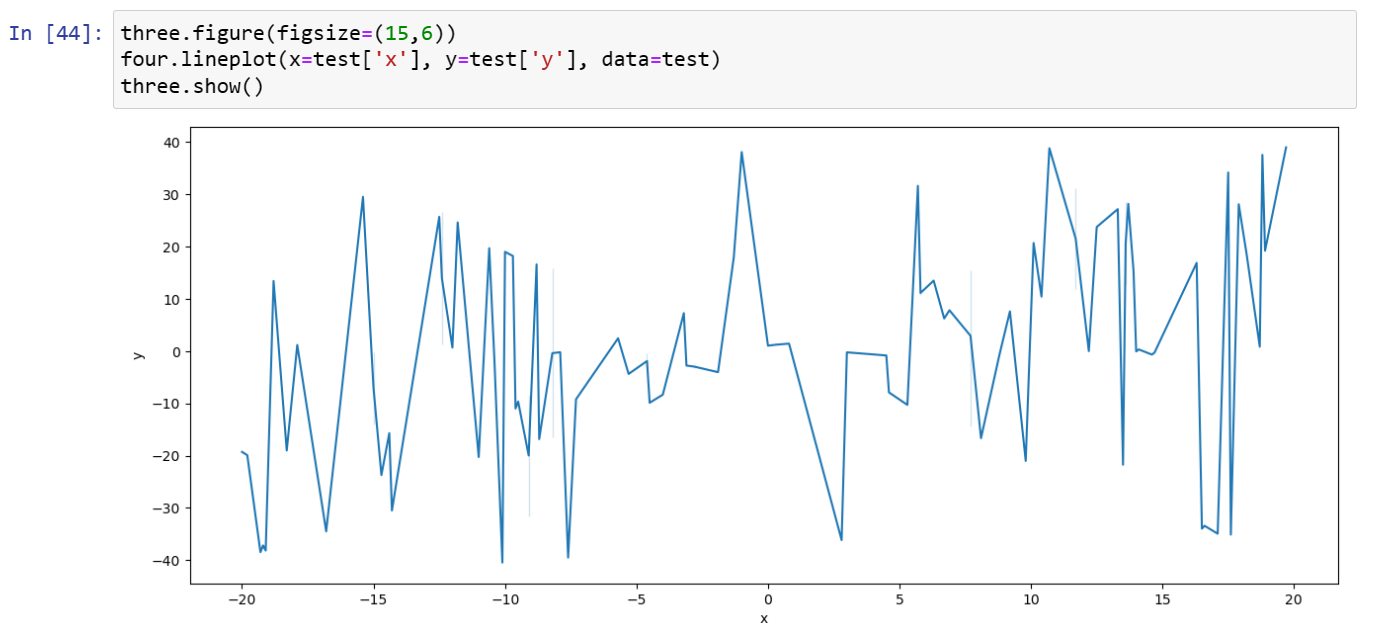 In [44]: three.figure(figsize=(15,6))
four.lineplot(x=test['x'], y=test['y'], data=test)
three.show()
40
30
20
10
0
−10
−20
−30
−40
y
−20 −15 −10 −5 0 5 10 15 20
x